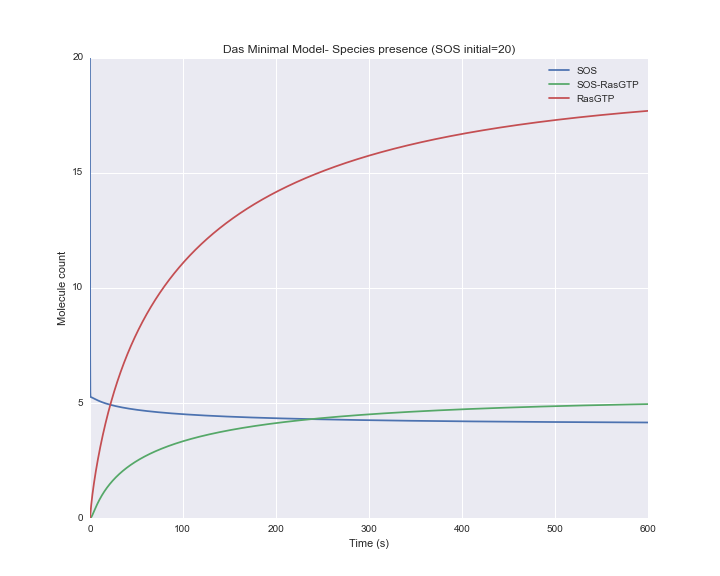 Das Minimal Model- Species presence (SOS initial=20)
SOS
SOS-RasGTP
RasGTP
20
15
10
5
0
Molecule count
0 100 200 300 400 500 600
Time (s)